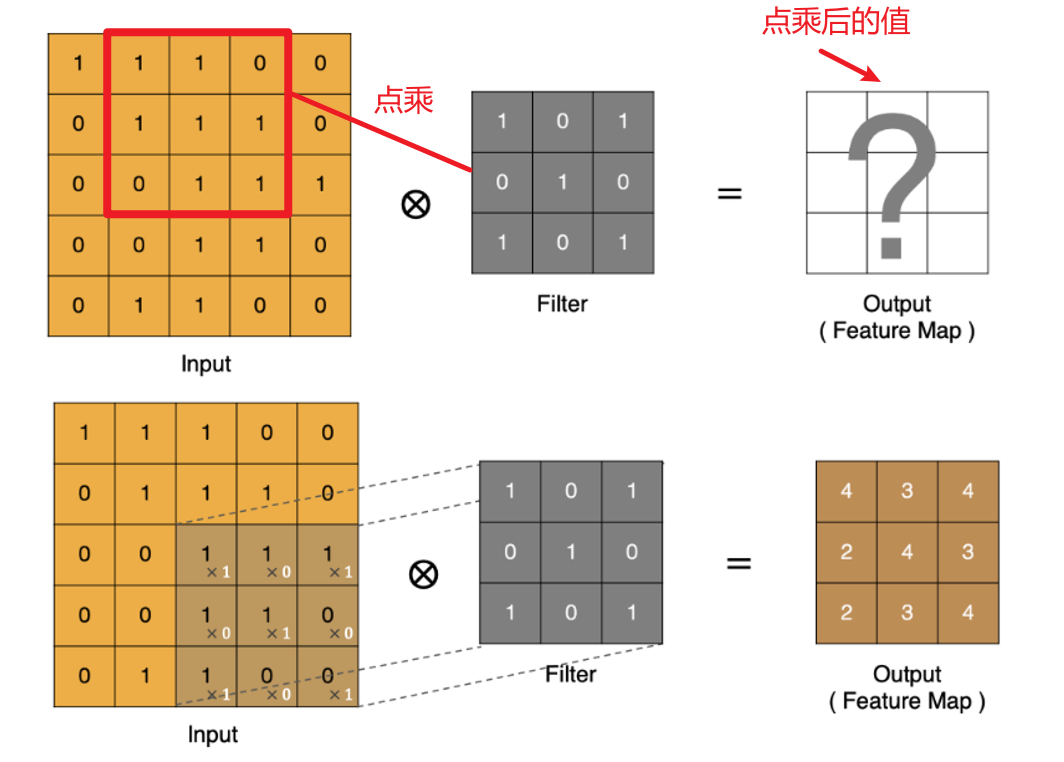 点乘后的值
1 1 1 0 0
0 1 1 1 0
0 0 1 1 1
0 0 1 1 0
0 1 1 0 0
Input
点乘
⊗
1 0 1
0 1 0
1 0 1
Filter
=
?
Output
( Feature Map )
1 1 1 0 0
0 1 1 1 0
0 0 1×1 1×0 1×1
0 0 1×0 1×1 0×0
0 1 1×1 0×0 0×1
Input
⊗
1 0 1
0 1 0
1 0 1
Filter
=
4 3 4
2 4 3
2 3 4
Output
( Feature Map )